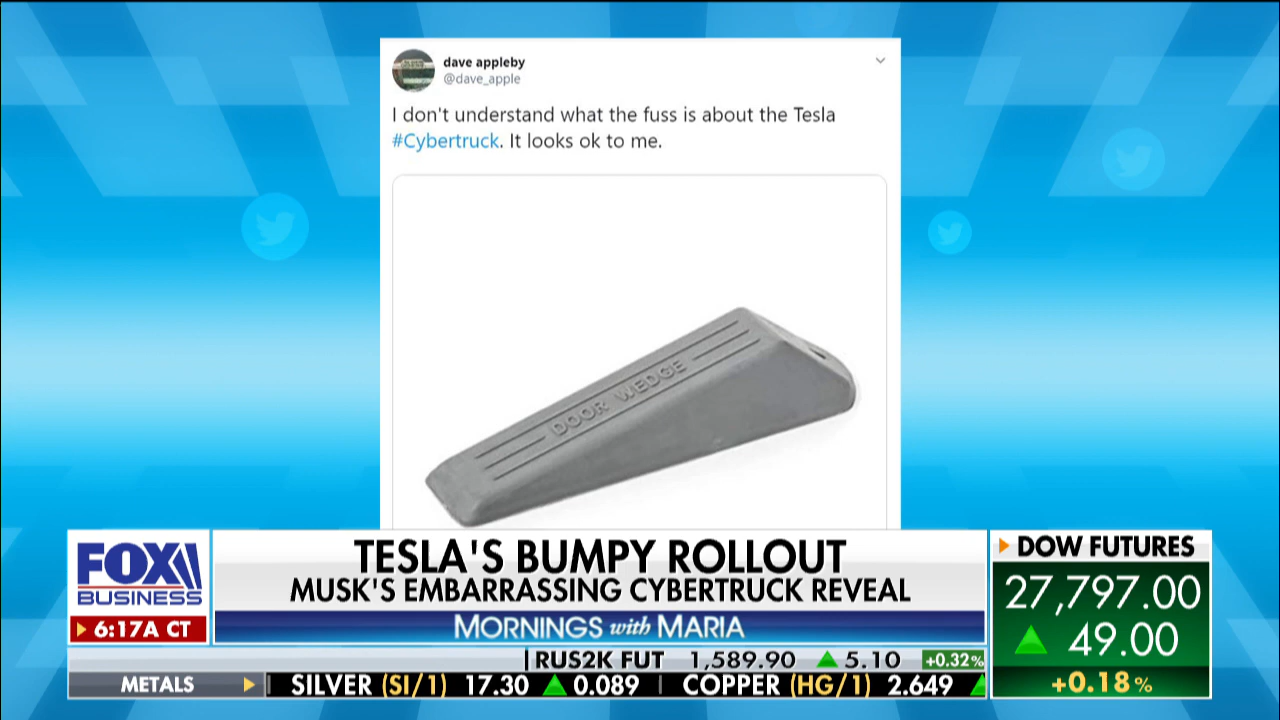 dave appleby
@dave_apple
I don't understand what the fuss is about the Tesla
#Cybertruck. It looks ok to me.
DOOR WEDGE
FOX
BUSINESS
6:17A CT
TESLA'S BUMPY ROLLOUT
MUSK'S EMBARRASSING CYBERTRUCK REVEAL
MORNINGS with MARIA
DOW FUTURES
27,797.00
49.00
+0.18%
RUS2K FUT 1,589.90 5.10 +0.32%
METALS SILVER (SI/1) 17.30 0.089 COPPER (HG/1) 2.649